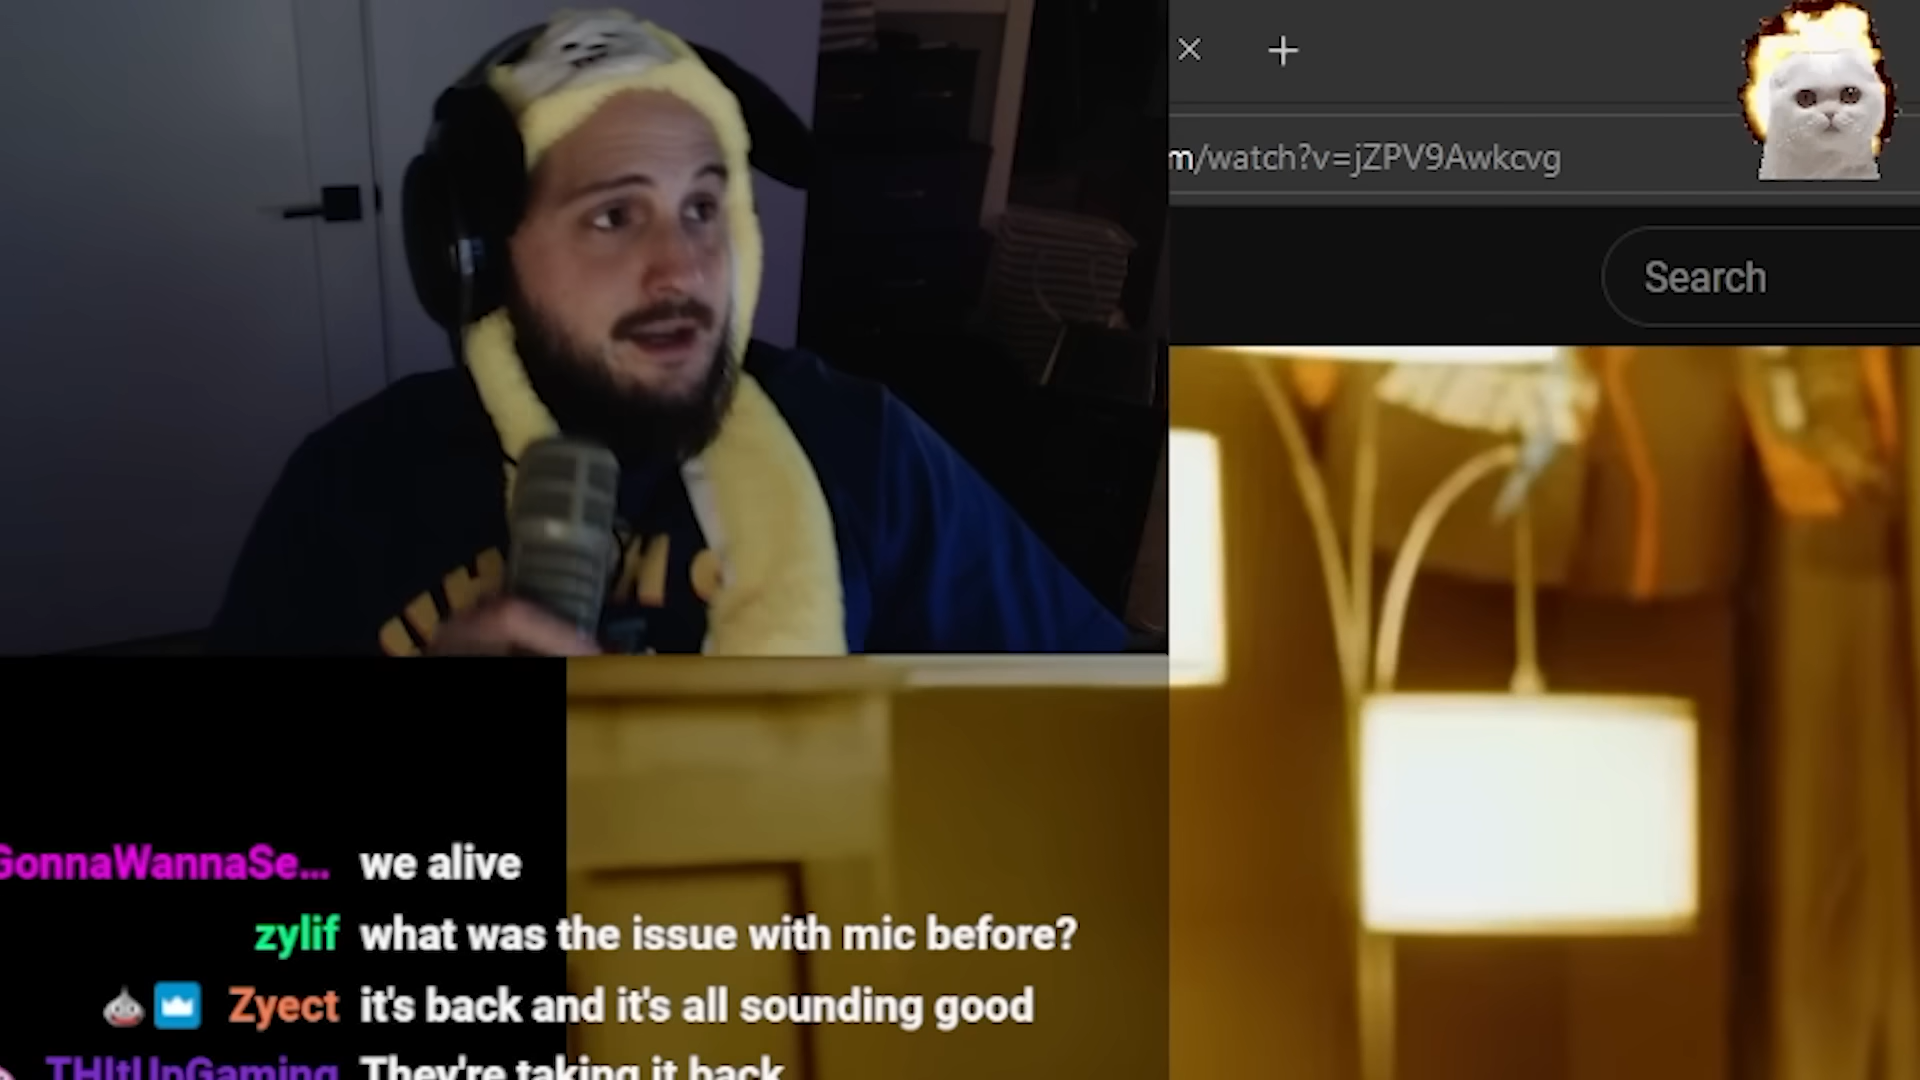 m/watch?v=jZPV9Awkcvg
Search
GonnaWannaSe... we alive
zylif what was the issue with mic before?
Zyect it's back and it's all sounding good
THItUpGaming They're taking it back